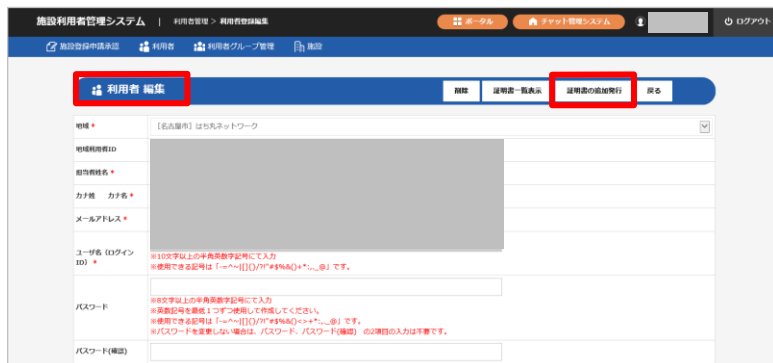 施設利用者管理システム | 利用者管理 > 利用者登録編集
ポータル
チャット管理システム
ログアウト
施設登録申請承認 利用者 利用者グループ管理 施設
利用者 編集
削除 証明書一覧表示 証明書の追加発行 戻る
地域 * [名古屋市] はち丸ネットワーク
地域利用者ID
担当者姓名 *
カナ姓 カナ名 *
メールアドレス *
ユーザ名(ログイン
ID) *
※10文字以上の半角英数字記号にて入力
※使用できる記号は「-=^~|[]{}/?!"#$%&()+*:,._@」です。
パスワード
※8文字以上の半角英数字記号にて入力
※英数記号を最低1つずつ使用して作成してください。
※使用できる記号は「-=^~|[]{}/?!"#$%&()<>+*:,._@」です。
※パスワードを変更しない場合は、パスワード、パスワード(確認) の2項目の入力は不要です。
パスワード(確認)